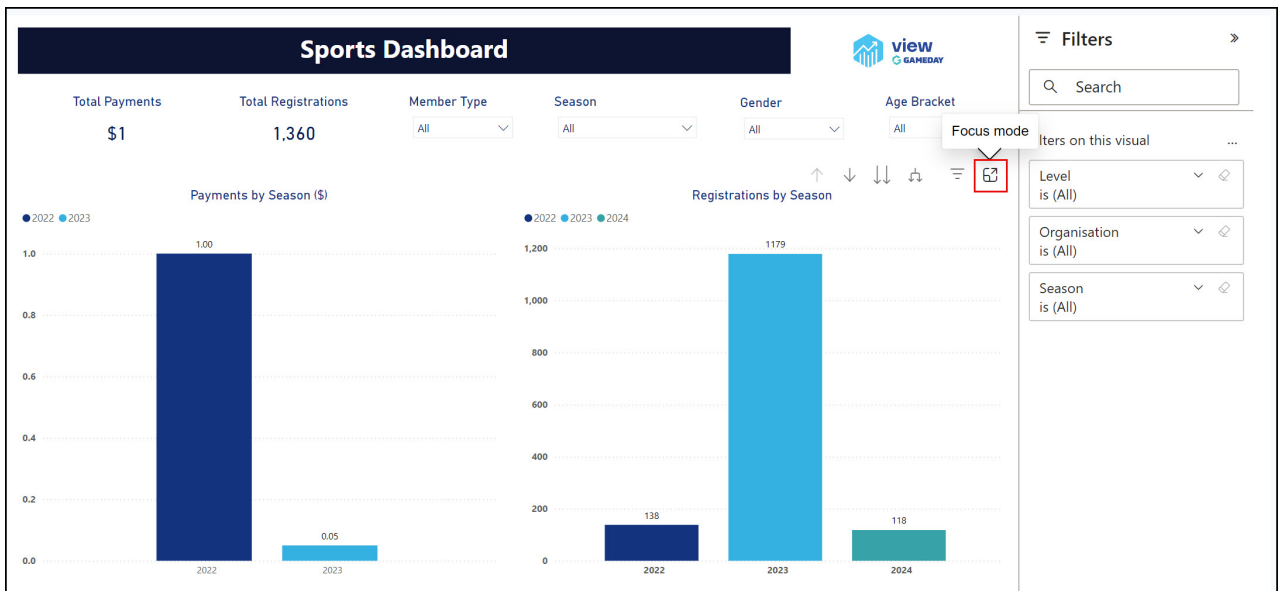 Sports Dashboard
view
GAMEDAY
Filters
Search
Total Payments
Total Registrations
Member Type
Season
Gender
Age Bracket
$1
1,360
All
All
All
All
Focus mode
lters on this visual
...
Level
is (All)
Organisation
is (All)
Season
is (All)
Payments by Season ($)
2022 2023
1.0
0.8
0.6
0.4
0.2
0.0
1.00
0.05
2022 2023
Registrations by Season
2022 2023 2024
1,200
1,000
800
600
400
200
0
1179
138
118
2022 2023 2024